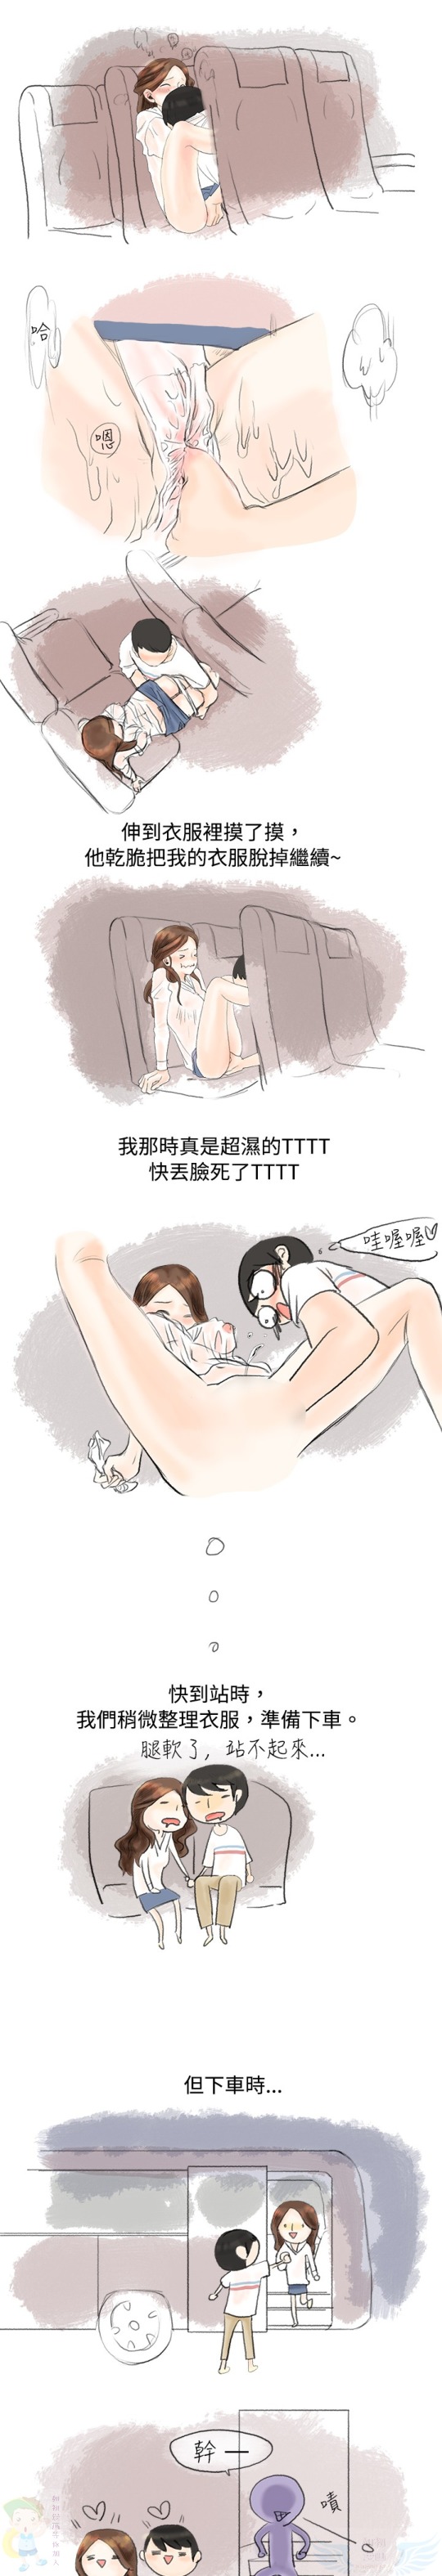 哈
嗯
伸到衣服裡摸了摸，
他乾脆把我的衣服脫掉繼續~
我那時真是超濕的TTTT
快丟臉死了TTTT
哇喔喔♡
快到站時，
我們稍微整理衣服，準備下車。
腿軟了，站不起來...
但下車時...
幹—
嘖